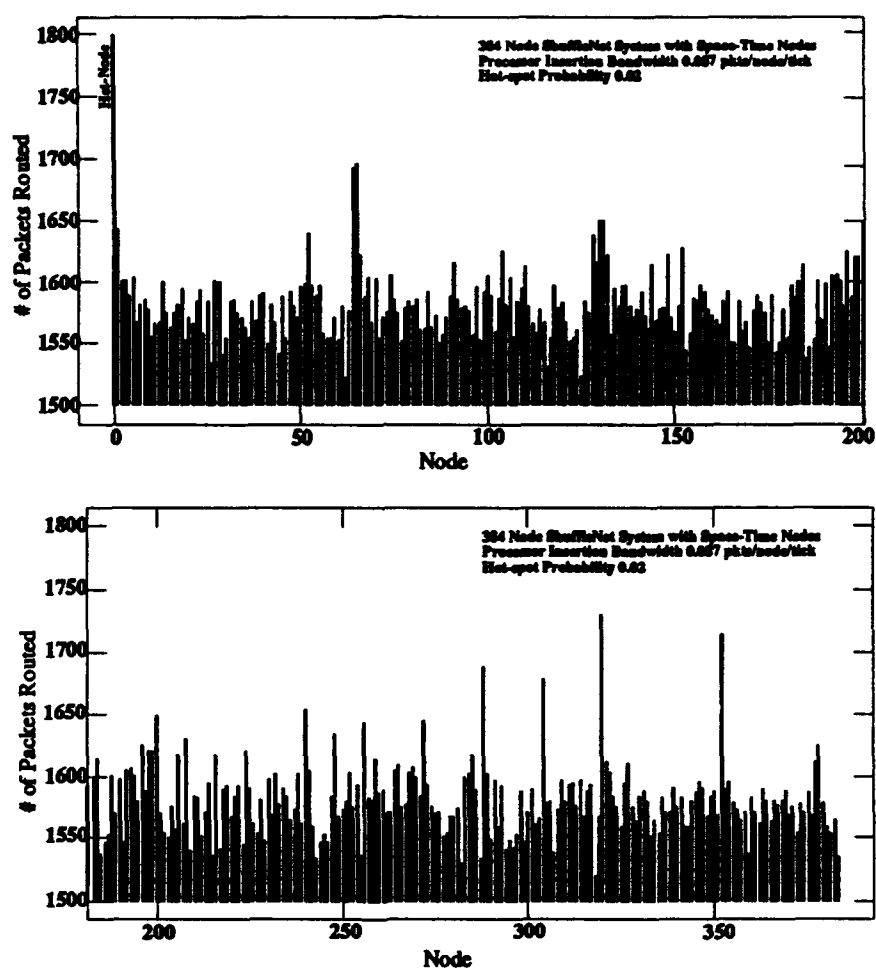 1800
1750
1700
1650
1600
1550
1500
# of Packets Routed
Hot-Node
384 Node ShuffleNet System with Space-Time Nodes
Processor Insertion Bandwidth 0.087 pkts/node/tick
Hot-spot Probability 0.02
0
50
100
150
200
Node
1800
1750
1700
1650
1600
1550
1500
# of Packets Routed
384 Node ShuffleNet System with Space-Time Nodes
Processor Insertion Bandwidth 0.087 pkts/node/tick
Hot-spot Probability 0.02
200
250
300
350
Node